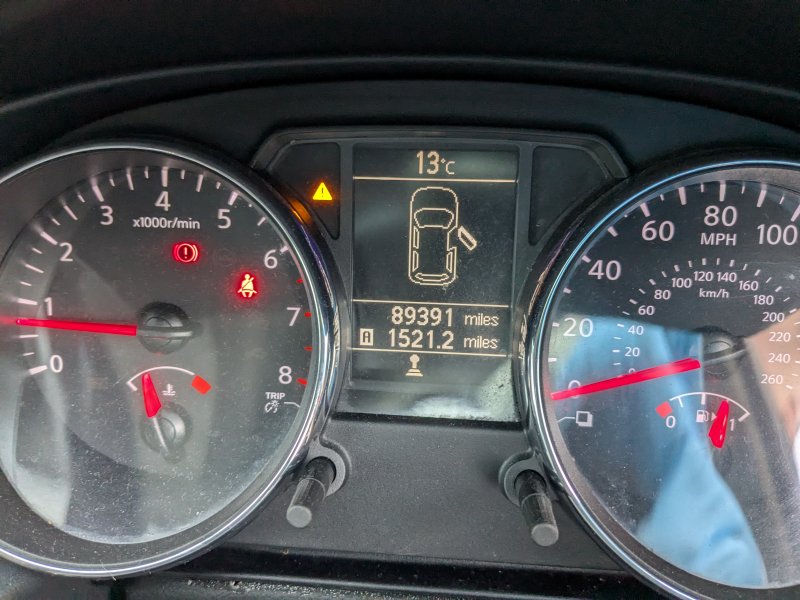 13°C
89391 miles
A 1521.2 miles
0 1 2 3 4 5 6 7 8
x1000r/min
TRIP
0 20 40 60 80 100
MPH
0 20 40 60 80 100 120 140 160 180 200 220 240 260
km/h
0 1